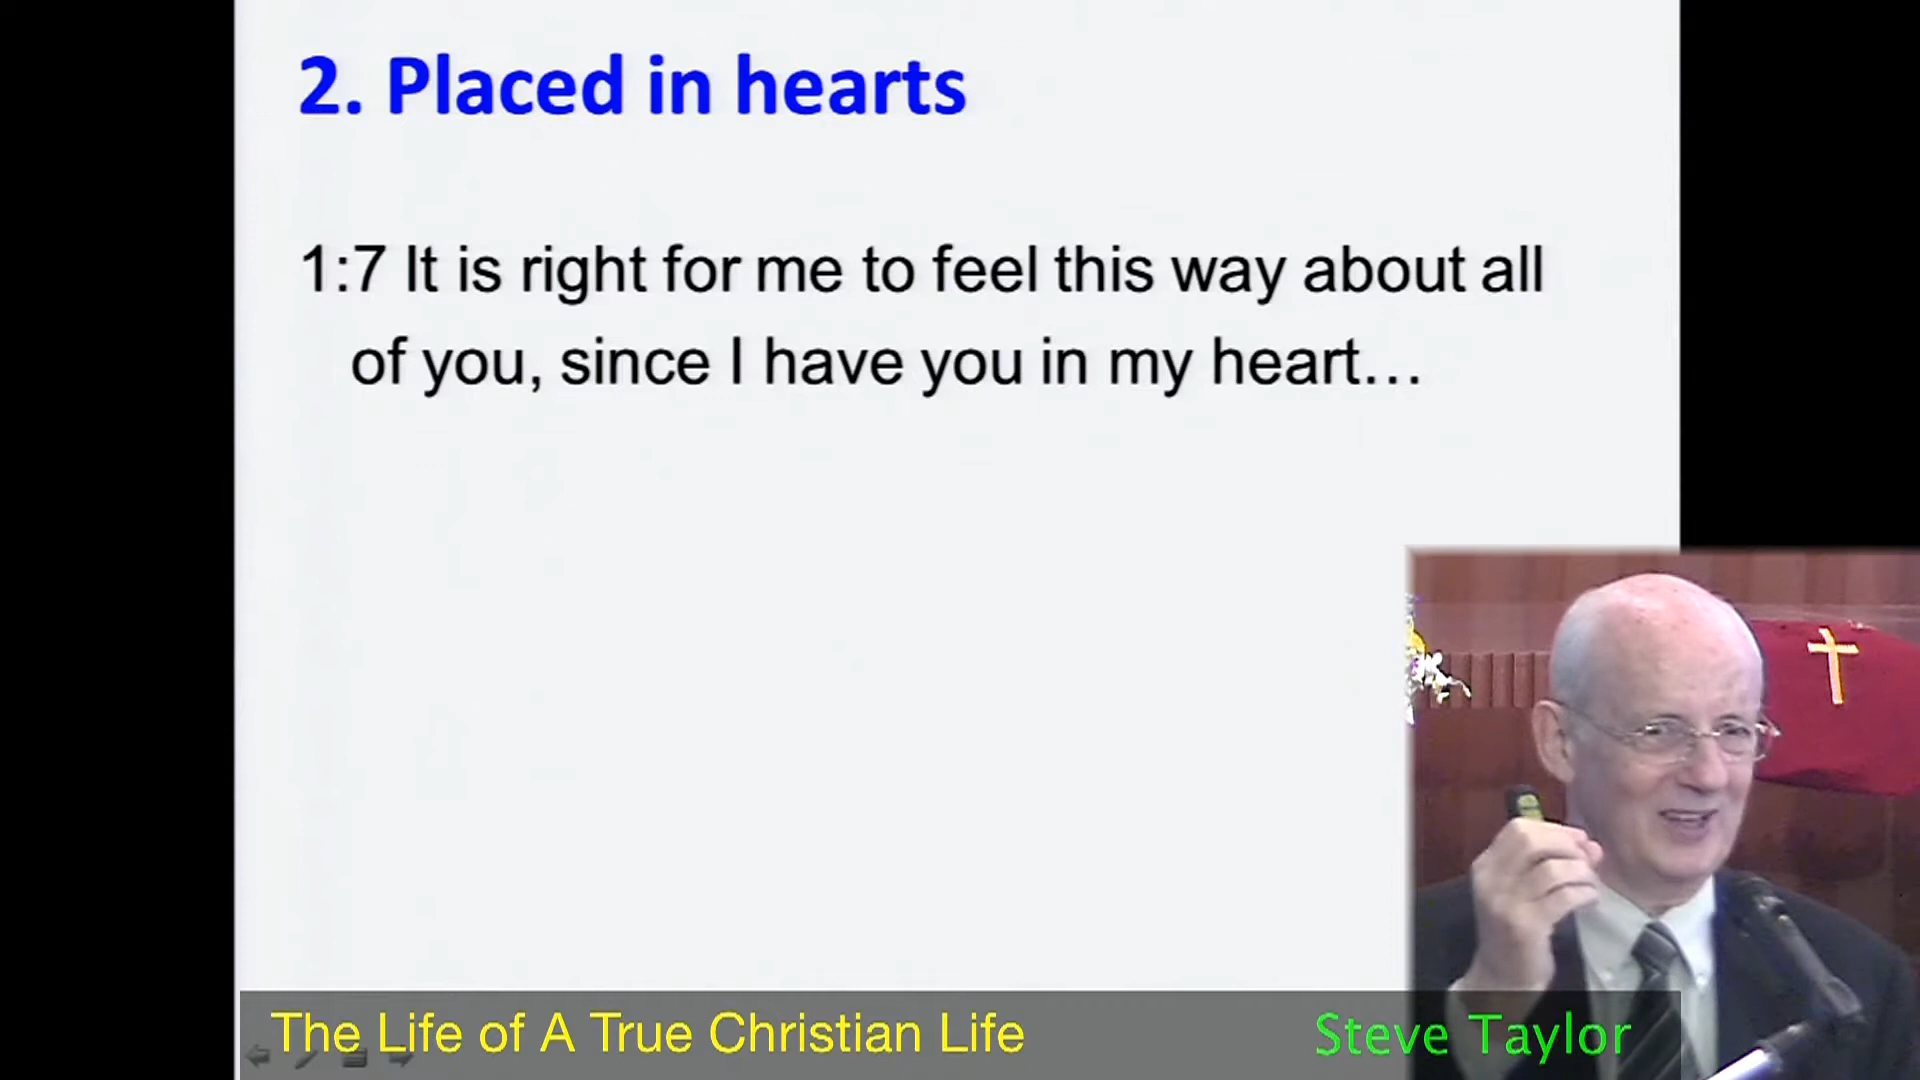 2. Placed in hearts
1:7 It is right for me to feel this way about all
of you, since I have you in my heart…
The Life of A True Christian Life
Steve Taylor